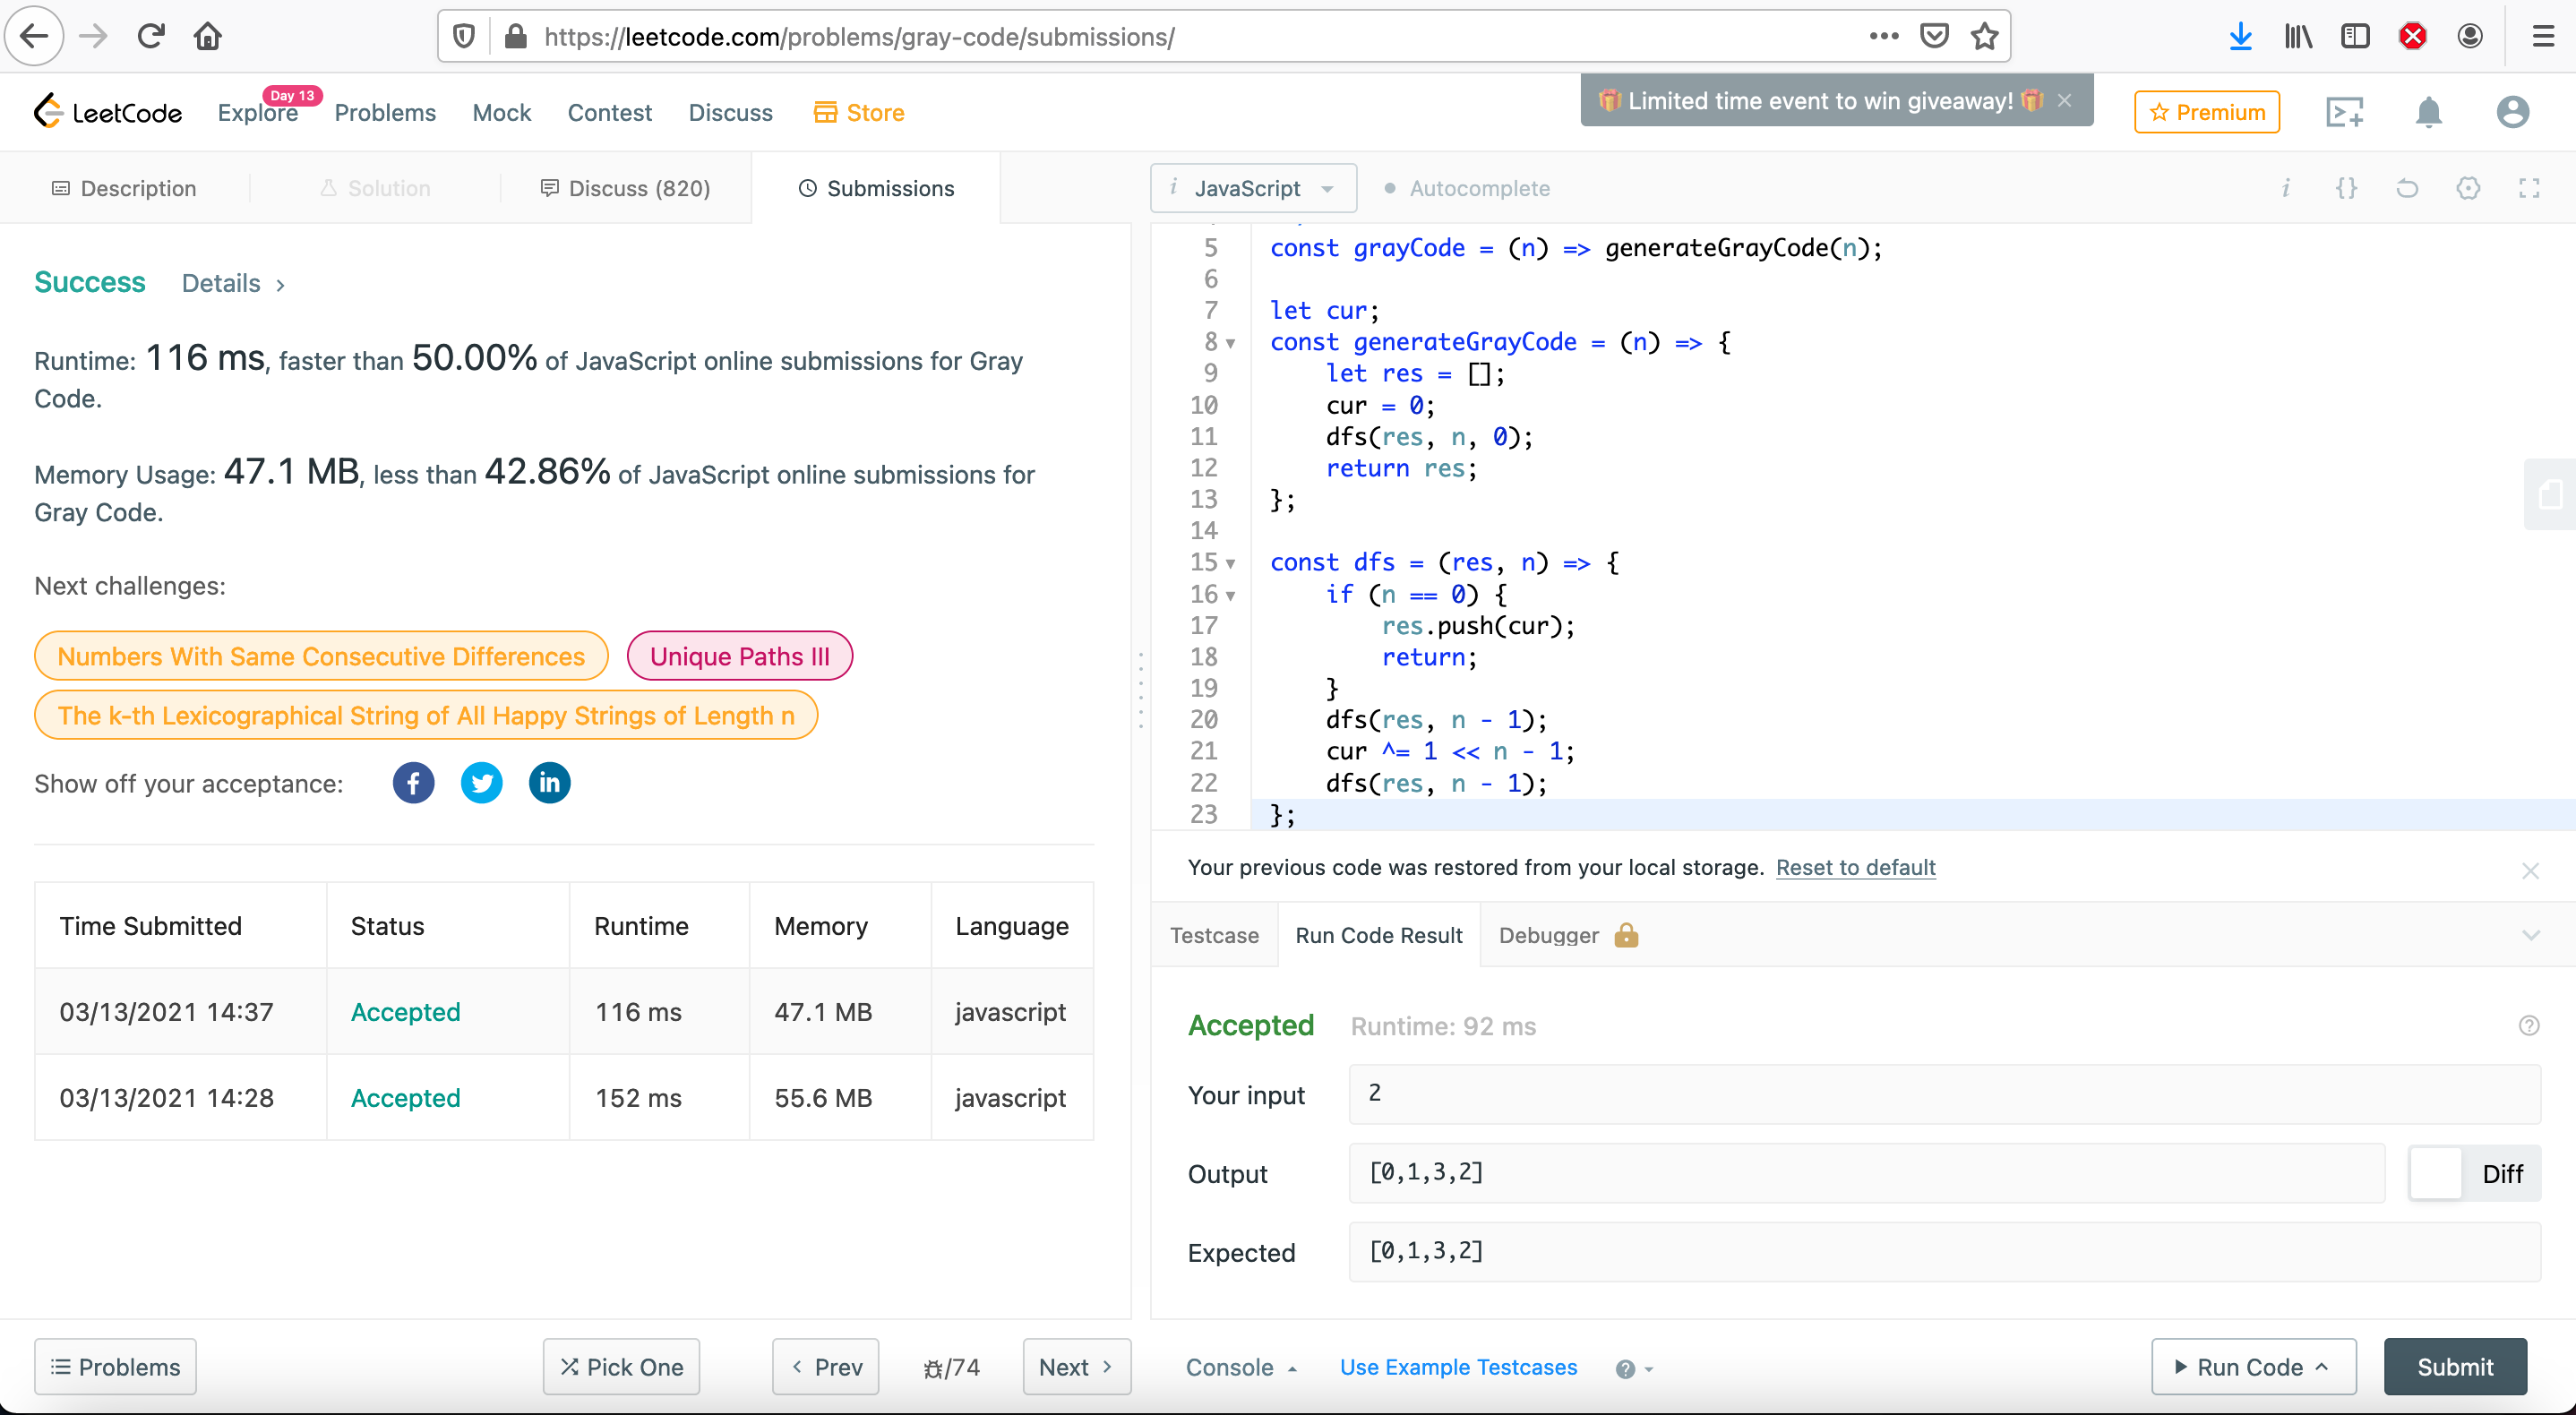 https://leetcode.com/problems/gray-code/submissions/
LeetCode
Explore
Day 13
Problems
Mock
Contest
Discuss
Store
Limited time event to win giveaway!
Premium
Description
Solution
Discuss (820)
Submissions
Success
Details
Runtime: 116 ms, faster than 50.00% of JavaScript online submissions for Gray
Code.
Memory Usage: 47.1 MB, less than 42.86% of JavaScript online submissions for
Gray Code.
Next challenges:
Numbers With Same Consecutive Differences
Unique Paths III
The k-th Lexicographical String of All Happy Strings of Length n
Show off your acceptance:
Time Submitted Status Runtime Memory Language
03/13/2021 14:37 Accepted 116 ms 47.1 MB javascript
03/13/2021 14:28 Accepted 152 ms 55.6 MB javascript
Problems
Pick One
Prev
/74
Next
i JavaScript
Autocomplete
5 const grayCode = (n) => generateGrayCode(n);
6
7 let cur;
8 const generateGrayCode = (n) => {
9 let res = [];
10 cur = 0;
11 dfs(res, n, 0);
12 return res;
13 };
14
15 const dfs = (res, n) => {
16 if (n == 0) {
17 res.push(cur);
18 return;
19 }
20 dfs(res, n - 1);
21 cur ^= 1 << n - 1;
22 dfs(res, n - 1);
23 };
Your previous code was restored from your local storage. Reset to default
Testcase
Run Code Result
Debugger
Accepted Runtime: 92 ms
Your input 2
Output [0,1,3,2]
Diff
Expected [0,1,3,2]
Console
Use Example Testcases
Run Code
Submit